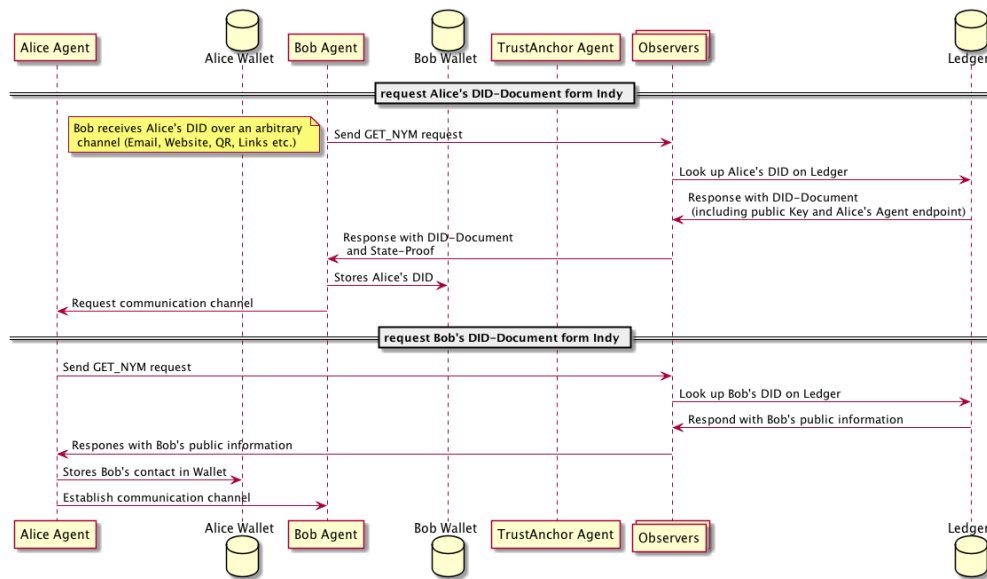 Alice Agent
Alice Wallet
Bob Agent
Bob Wallet
TrustAnchor Agent
Observers
Ledger
request Alice's DID-Document form Indy
Bob receives Alice's DID over an arbitrary
channel (Email, Website, QR, Links etc.)
Send GET_NYM request
Look up Alice's DID on Ledger
Response with DID-Document
(including public Key and Alice's Agent endpoint)
Response with DID-Document
and State-Proof
Stores Alice's DID
Request communication channel
request Bob's DID-Document form Indy
Send GET_NYM request
Look up Bob's DID on Ledger
Respond with Bob's public information
Respones with Bob's public information
Stores Bob's contact in Wallet
Establish communication channel
Alice Agent
Alice Wallet
Bob Agent
Bob Wallet
TrustAnchor Agent
Observers
Ledger